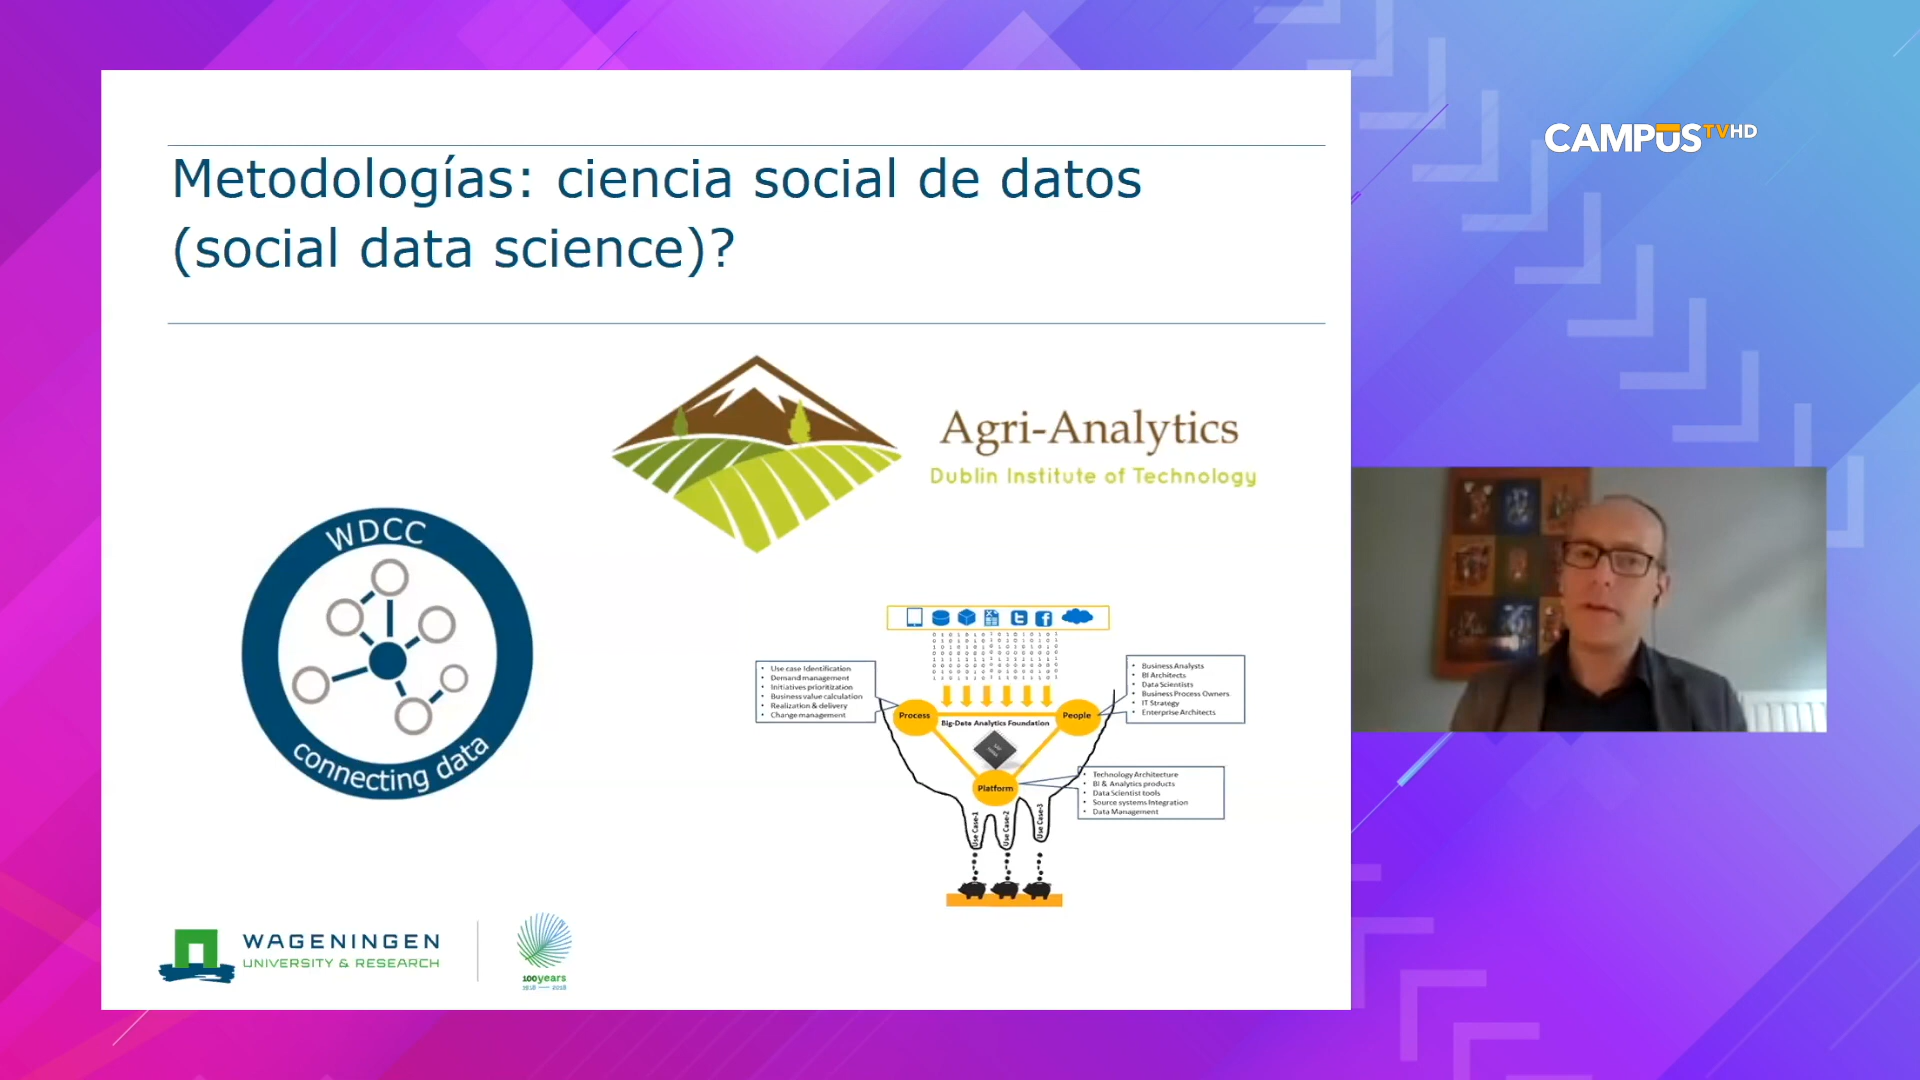 Metodologías: ciencia social de datos
(social data science)?
CAMPUSTVHD
Agri-Analytics
Dublin Institute of Technology
WDCC
connecting data
• Use case Identification
• Demand management
• Initiatives prioritization
• Business value calculation
• Realization & delivery
• Change management
• Business Analysts
• BI Architects
• Data Scientists
• Business Process Owners
• IT Strategy
• Enterprise Architects
Process
Big-Data Analytics Foundation
People
Platform
• Technology Architecture
• BI & Analytics products
• Data Scientist tools
• Source systems Integration
• Data Management
Use Case-1
Use Case-2
Use Case-3
WAGENINGEN
UNIVERSITY & RESEARCH
100years
1918 — 2018